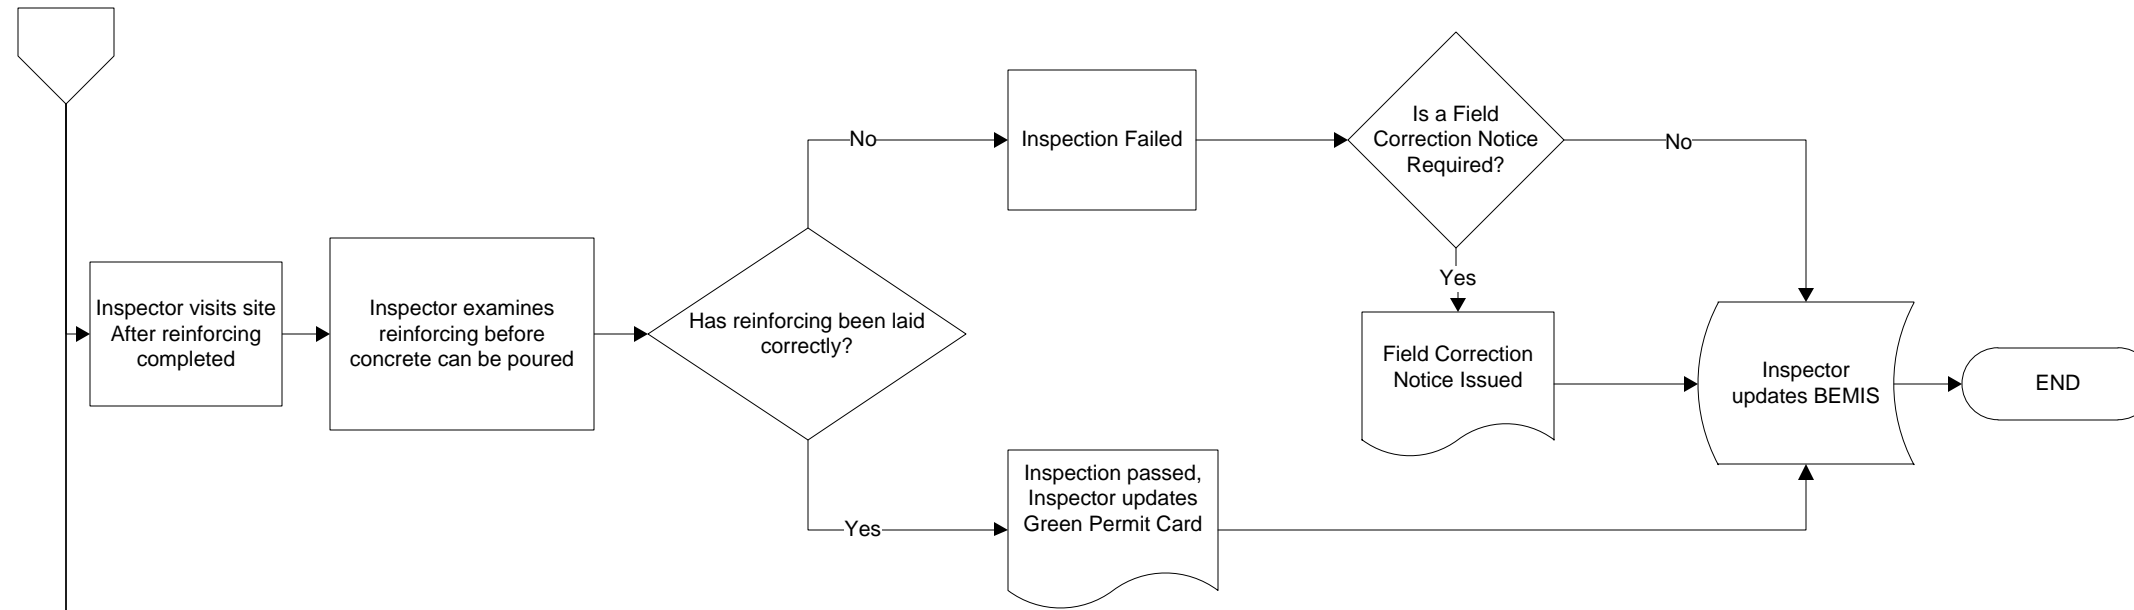 Inspector visits site
After reinforcing
completed
Inspector examines
reinforcing before
concrete can be poured
Has reinforcing been laid
correctly?
No
Inspection Failed
Is a Field
Correction Notice
Required?
No
Yes
Field Correction
Notice Issued
Yes
Inspection passed,
Inspector updates
Green Permit Card
Inspector
updates BEMIS
END